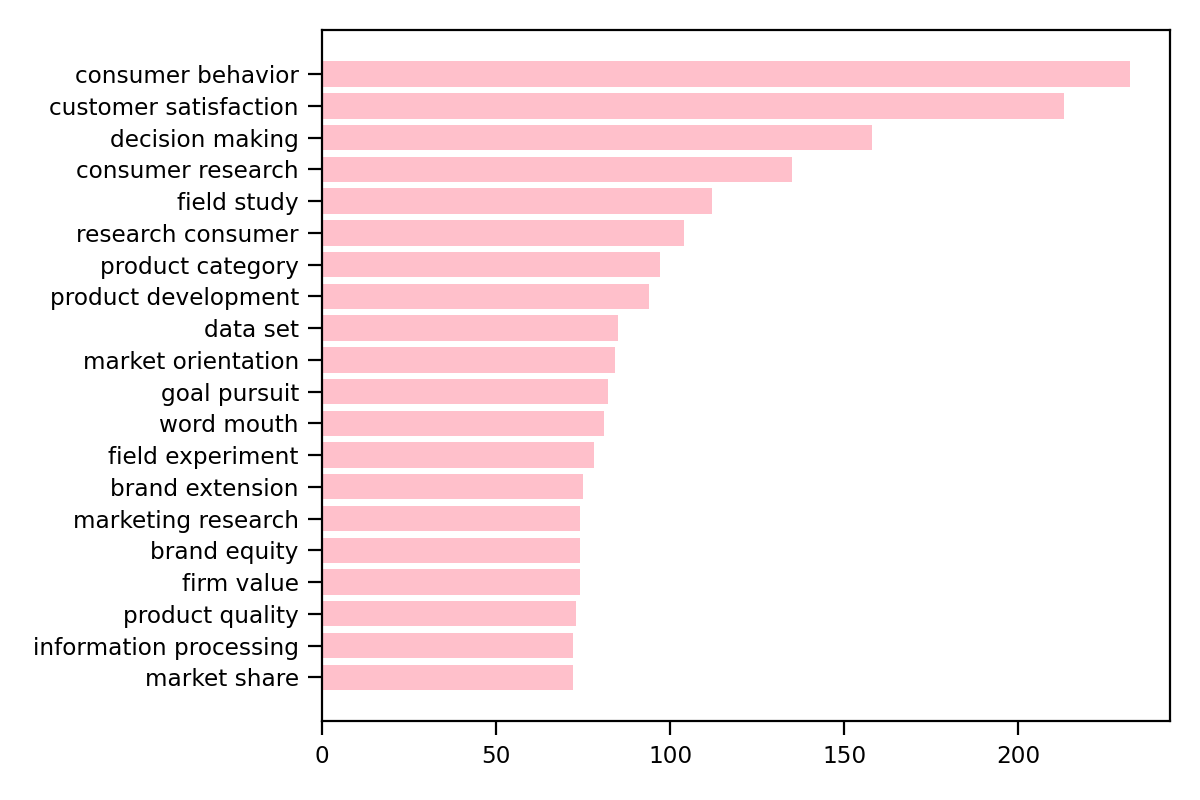 consumer behavior
customer satisfaction
decision making
consumer research
field study
research consumer
product category
product development
data set
market orientation
goal pursuit
word mouth
field experiment
brand extension
marketing research
brand equity
firm value
product quality
information processing
market share
0 50 100 150 200